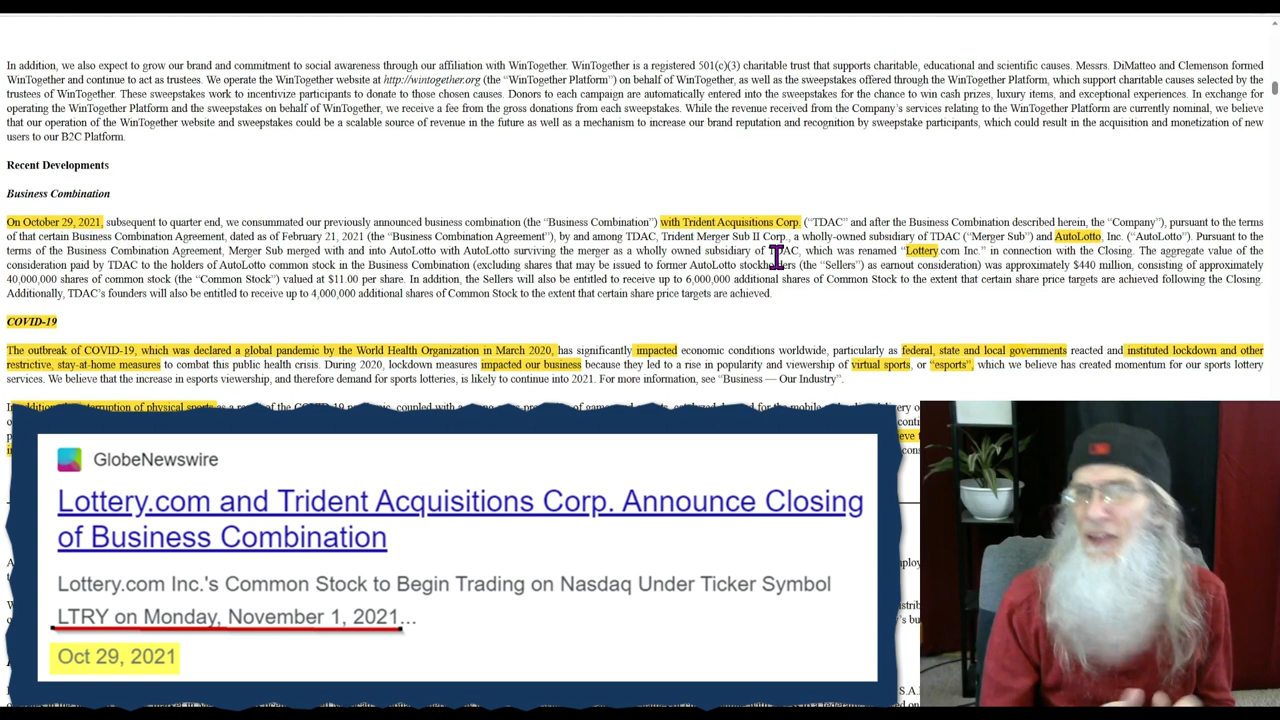 In addition, we also expect to grow our brand and commitment to social awareness through our affiliation with WinTogether. WinTogether is a registered 501(c)(3) charitable trust that supports charitable, educational and scientific causes. Messrs. DiMatteo and Clemenson formed
WinTogether and continue to act as trustees. We operate the WinTogether website at http://wintogether.org (the “WinTogether Platform”) on behalf of WinTogether, as well as the sweepstakes offered through the WinTogether Platform, which support charitable causes selected by the
trustees of WinTogether. These sweepstakes work to incentivize participants to donate to those chosen causes. Donors to each campaign are automatically entered into the sweepstakes for the chance to win cash prizes, luxury items, and exceptional experiences. In exchange for
operating the WinTogether Platform and the sweepstakes on behalf of WinTogether, we receive a fee from the gross donations from each sweepstakes. While the revenue received from the Company’s services relating to the WinTogether Platform are currently nominal, we believe
that our operation of the WinTogether website and sweepstakes could be a scalable source of revenue in the future as well as a mechanism to increase our brand reputation and recognition by sweepstake participants, which could result in the acquisition and monetization of new
users to our B2C Platform.
Recent Developments
Business Combination
On October 29, 2021, subsequent to quarter end, we consummated our previously announced business combination (the “Business Combination”) with Trident Acquisitions Corp. (“TDAC” and after the Business Combination described herein, the “Company”), pursuant to the terms
of that certain Business Combination Agreement, dated as of February 21, 2021 (the “Business Combination Agreement”), by and among TDAC, Trident Merger Sub II Corp., a wholly-owned subsidiary of TDAC (“Merger Sub”) and AutoLotto, Inc. (“AutoLotto”). Pursuant to the
terms of the Business Combination Agreement, Merger Sub merged with and into AutoLotto with AutoLotto surviving the merger as a wholly owned subsidiary of TDAC, which was renamed “Lottery.com Inc.” in connection with the Closing. The aggregate value of the
consideration paid by TDAC to the holders of AutoLotto common stock in the Business Combination (excluding shares that may be issued to former AutoLotto stockholders (the “Sellers”) as earnout consideration) was approximately $440 million, consisting of approximately
40,000,000 shares of common stock (the “Common Stock”) valued at $11.00 per share. In addition, the Sellers will also be entitled to receive up to 6,000,000 additional shares of Common Stock to the extent that certain share price targets are achieved following the Closing.
Additionally, TDAC’s founders will also be entitled to receive up to 4,000,000 additional shares of Common Stock to the extent that certain share price targets are achieved.
COVID-19
The outbreak of COVID-19, which was declared a global pandemic by the World Health Organization in March 2020, has significantly impacted economic conditions worldwide, particularly as federal, state and local governments reacted and instituted lockdown and other
restrictive, stay-at-home measures to combat this public health crisis. During 2020, lockdown measures impacted our business because they led to a rise in popularity and viewership of virtual sports, or “esports”, which we believe has created momentum for our sports lottery
services. We believe that the increase in esports viewership, and therefore demand for sports lotteries, is likely to continue into 2021. For more information, see “Business — Our Industry”.
GlobeNewswire
Lottery.com and Trident Acquisitions Corp. Announce Closing
of Business Combination
Lottery.com Inc.'s Common Stock to Begin Trading on Nasdaq Under Ticker Symbol
LTRY on Monday, November 1, 2021...
Oct 29, 2021